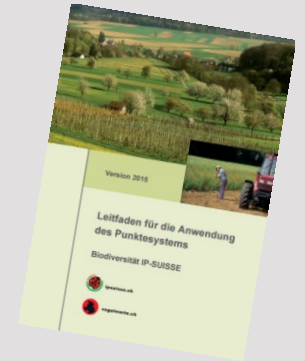 Version 2015
Leitfaden für die Anwendung
des Punktesystems
Biodiversität IP-SUISSE
ipsuisse.ch
vogelwarte.ch